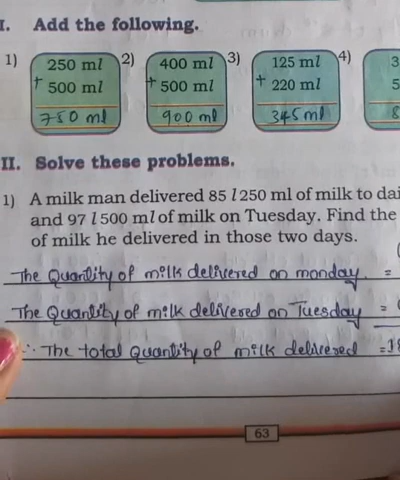 I. Add the following.
1) 250 ml 2) 400 ml 3) 125 ml 4) 3
+ 500 ml + 500 ml + 220 ml 5
750 ml 900 ml 345 ml 8
II. Solve these problems.
1) A milk man delivered 85 l 250 ml of milk to dai
and 97 l 500 ml of milk on Tuesday. Find the
of milk he delivered in those two days.
The Quantity of milk delivered on monday. =
The Quantity of milk delivered on Tuesday =
∴ The total Quantity of milk delivered = 18
63